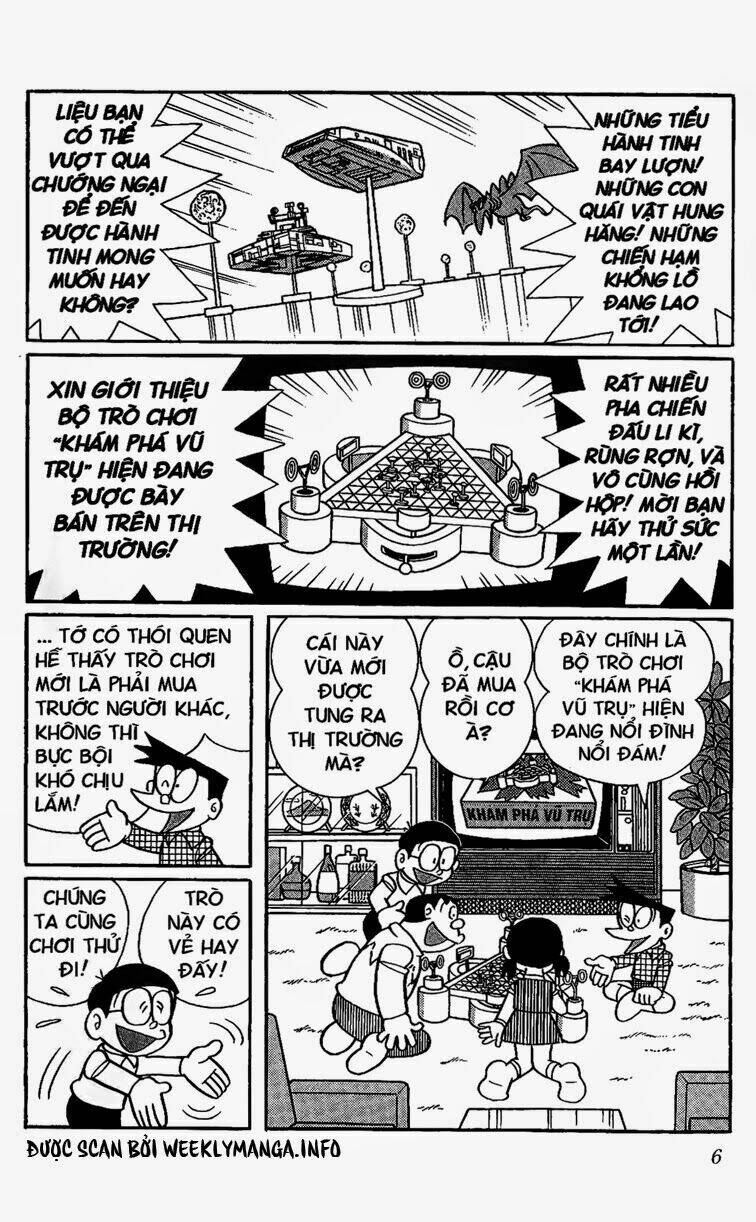 NHỮNG TIỂU
HÀNH TINH
BAY LƯỢN!
NHỮNG CON
QUÁI VẬT HUNG
HĂNG! NHỮNG
CHIẾN HẠM
KHỔNG LỒ
ĐANG LAO
TỚI!
LIỆU BẠN
CÓ THỂ
VƯỢT QUA
CHƯỚNG NGẠI
ĐỂ ĐẾN
ĐƯỢC HÀNH
TINH MONG
MUỐN HAY
KHÔNG?
RẤT NHIỀU
PHA CHIẾN
ĐẤU LI KÌ,
RÙNG RỢN, VÀ
VÔ CÙNG HỒI
HỘP! MỜI BẠN
HÃY THỬ SỨC
MỘT LẦN!
XIN GIỚI THIỆU
BỘ TRÒ CHƠI
"KHÁM PHÁ VŨ
TRỤ" HIỆN ĐANG
ĐƯỢC BÀY
BÁN TRÊN THỊ
TRƯỜNG!
ĐÂY CHÍNH LÀ
BỘ TRÒ CHƠI
"KHÁM PHÁ
VŨ TRỤ" HIỆN
ĐANG NỔI ĐÌNH
NỔI ĐÁM!
Ồ, CẬU
ĐÃ MUA
RỒI CƠ
À?
CÁI NÀY
VỪA MỚI
ĐƯỢC
TUNG RA
THỊ TRƯỜNG
MÀ?
KHÁM PHÁ VŨ TRỤ
... TỚ CÓ THÓI QUEN
HỄ THẤY TRÒ CHƠI
MỚI LÀ PHẢI MUA
TRƯỚC NGƯỜI KHÁC,
KHÔNG THÌ
BỰC BỘI
KHÓ CHỊU
LẮM!
TRÒ
NÀY CÓ
VẺ HAY
ĐẤY!
CHÚNG
TA CÙNG
CHƠI THỬ
ĐI!
ĐƯỢC SCAN BỞI WEEKLYMANGA.INFO
6